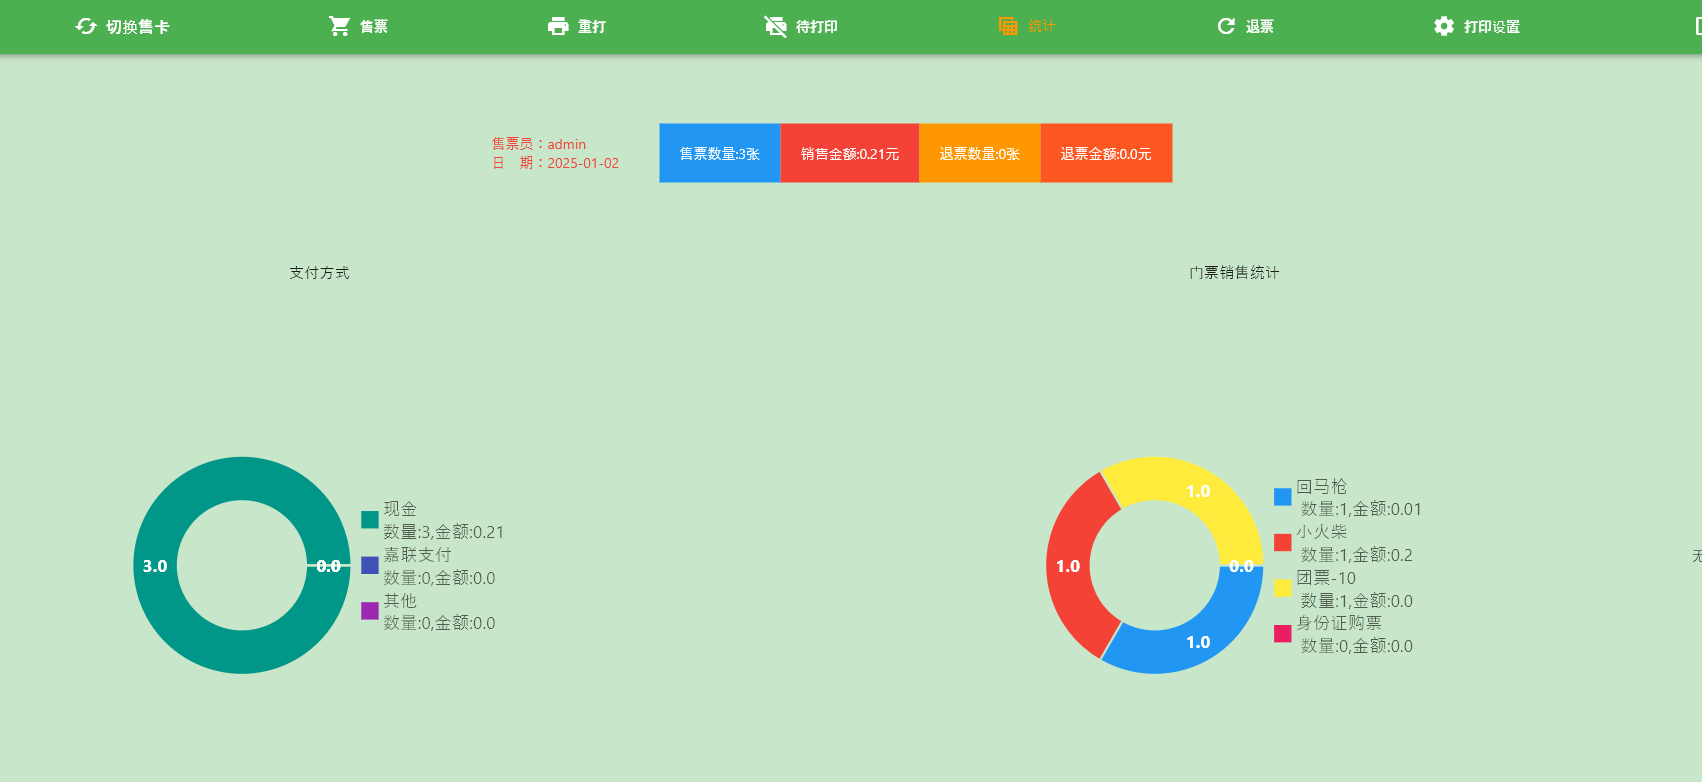 切换售卡
售票
重打
待打印
统计
退票
打印设置
售票员：admin
日 期：2025-01-02
售票数量:3张
销售金额:0.21元
退票数量:0张
退票金额:0.0元
支付方式
门票销售统计
3.0
0.0
现金
数量:3,金额:0.21
嘉联支付
数量:0,金额:0.0
其他
数量:0,金额:0.0
1.0
1.0
0.0
1.0
回马枪
数量:1,金额:0.01
小火柴
数量:1,金额:0.2
团票-10
数量:1,金额:0.0
身份证购票
数量:0,金额:0.0